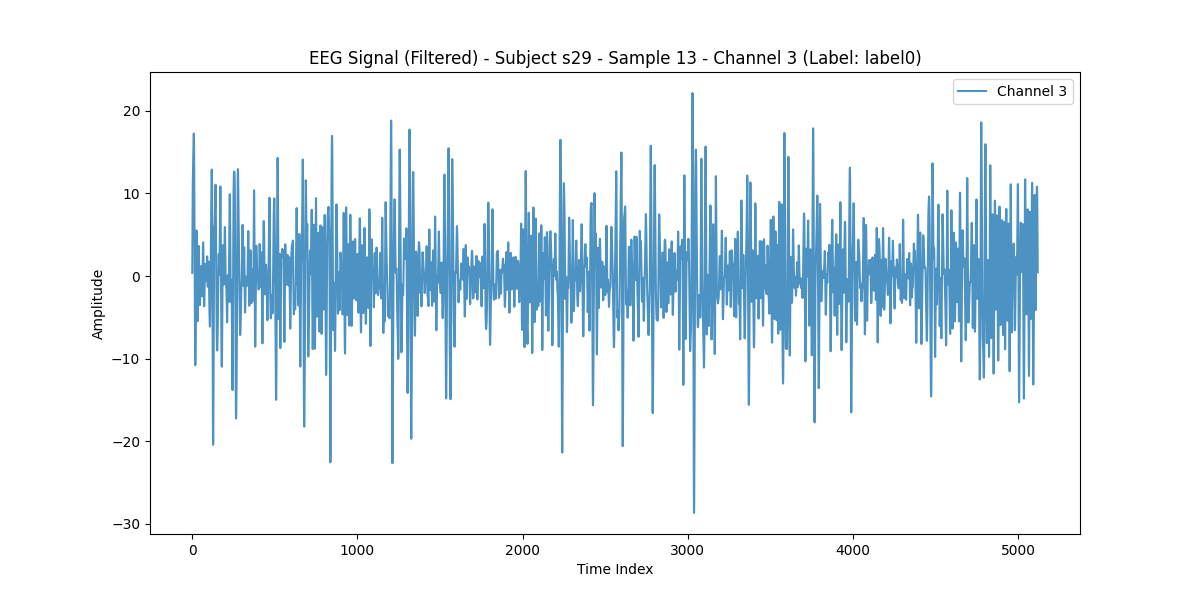 EEG Signal (Filtered) - Subject s29 - Sample 13 - Channel 3 (Label: label0)
Channel 3
20
10
0
−10
−20
−30
Amplitude
0 1000 2000 3000 4000 5000
Time Index